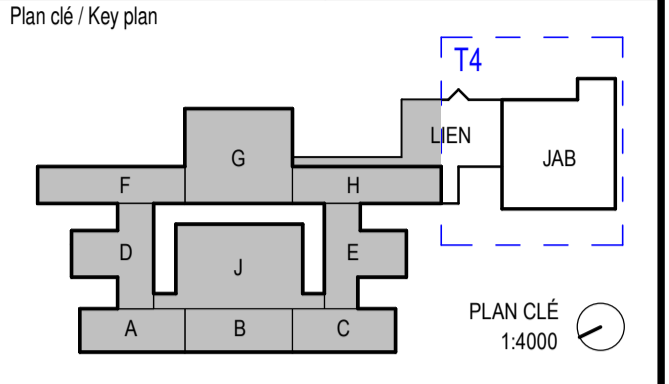 Plan clé / Key plan
T4
LIEN
G
JAB
F
H
D
E
J
PLAN CLÉ
1:4000
A
B
C